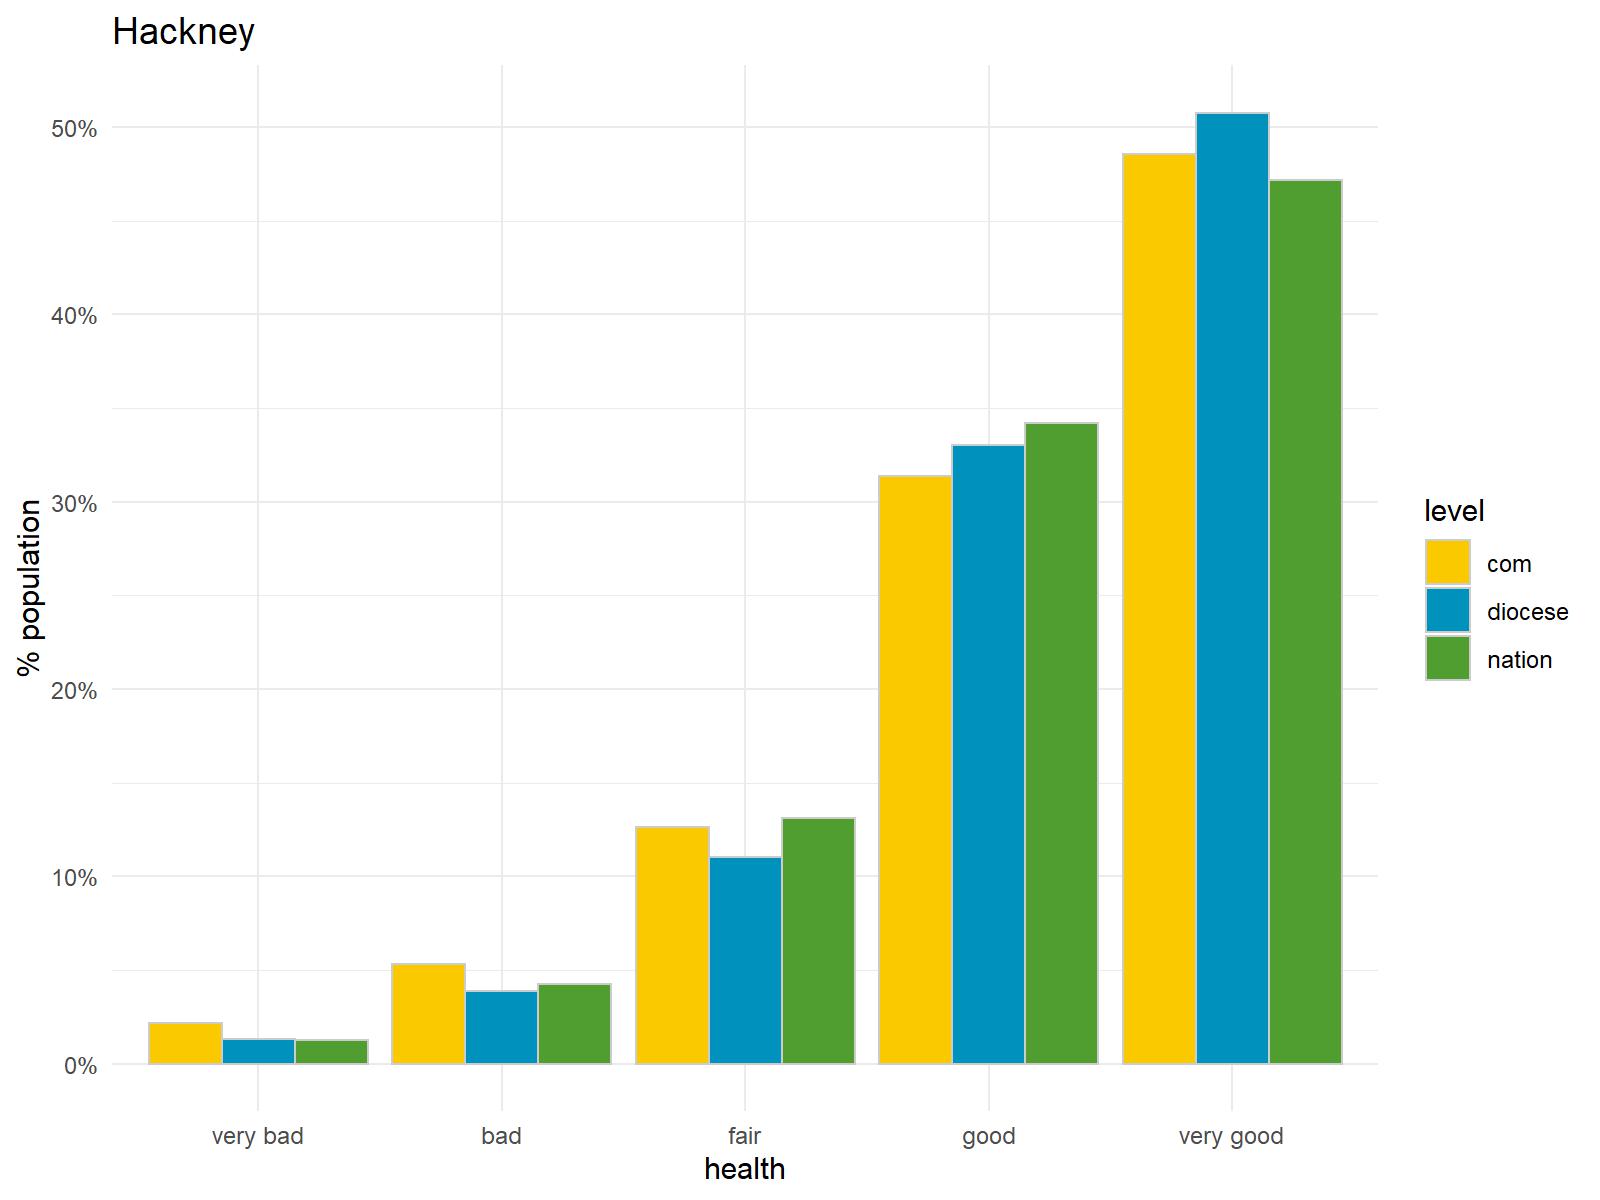 Hackney
% population
50%
40%
30%
20%
10%
0%
very bad
bad
fair
good
very good
health
level
com
diocese
nation